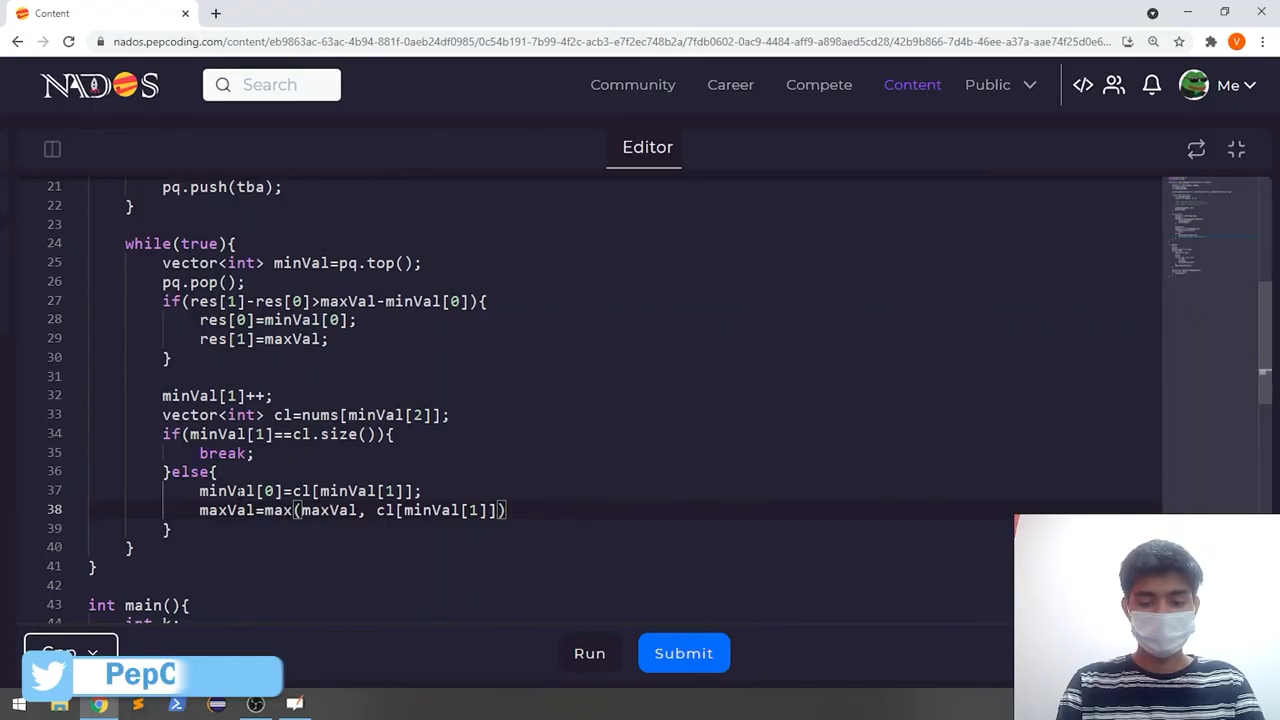 Content
nados.pepcoding.com/content/eb9863ac-63ac-4b94-881f-0aeb24df0985/0c54b191-7b99-4f2c-acb3-e7f2ec748b2a/7fdb0602-0ac9-4484-aff9-a898aed5cd28/42b9b866-7d4b-46ee-a37a-aae74f25d0e6...
V
NADOS
Search
Community
Career
Compete
Content
Public
Me
Editor
21 pq.push(tba);
22 }
23
24 while(true){
25 vector<int> minVal=pq.top();
26 pq.pop();
27 if(res[1]-res[0]>maxVal-minVal[0]){
28 res[0]=minVal[0];
29 res[1]=maxVal;
30 }
31
32 minVal[1]++;
33 vector<int> cl=nums[minVal[2]];
34 if(minVal[1]==cl.size()){
35 break;
36 }else{
37 minVal[0]=cl[minVal[1]];
38 maxVal=max(maxVal, cl[minVal[1]])
39 }
40 }
41 }
42
43 int main(){
44 int k;
Cpp
Run
Submit
PepC